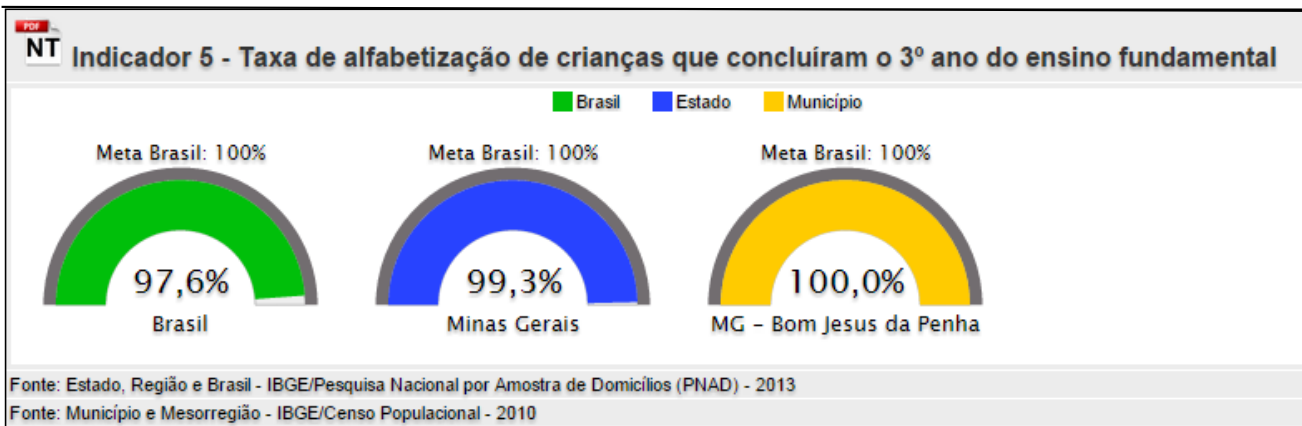 PDF
NT
Indicador 5 - Taxa de alfabetização de crianças que concluíram o 3º ano do ensino fundamental
Brasil Estado Município
Meta Brasil: 100% Meta Brasil: 100% Meta Brasil: 100%
97,6% 99,3% 100,0%
Brasil Minas Gerais MG - Bom Jesus da Penha
Fonte: Estado, Região e Brasil - IBGE/Pesquisa Nacional por Amostra de Domicílios (PNAD) - 2013
Fonte: Município e Mesorregião - IBGE/Censo Populacional - 2010